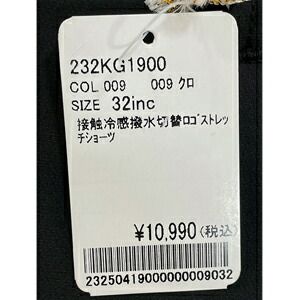 232KG1900
COL 009 009 クロ
SIZE 32inc
接触冷感撥水切替ロゴストレッ
チショーツ
¥10,990(税込)
23250419000000009032